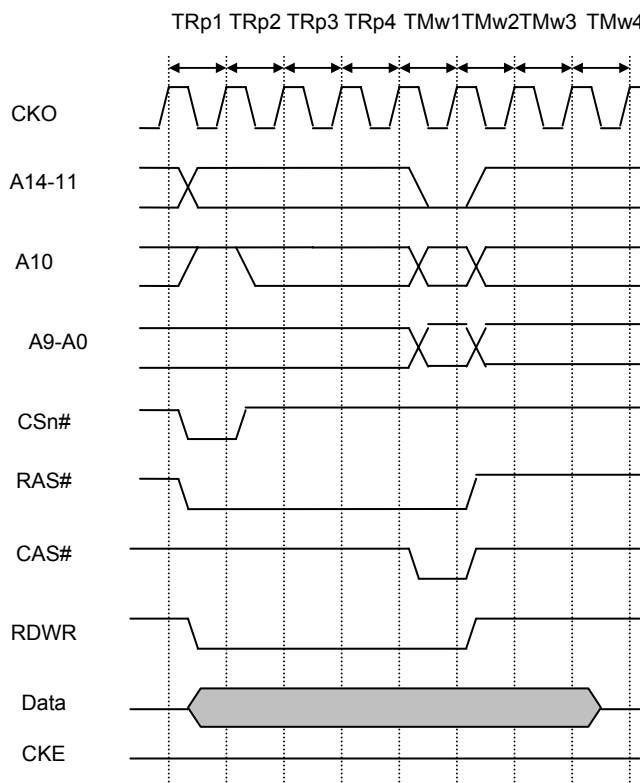 TRp1 TRp2 TRp3 TRp4 TMw1TMw2TMw3 TMw4
CKO
A14-11
A10
A9-A0
CSn#
RAS#
CAS#
RDWR
Data
CKE